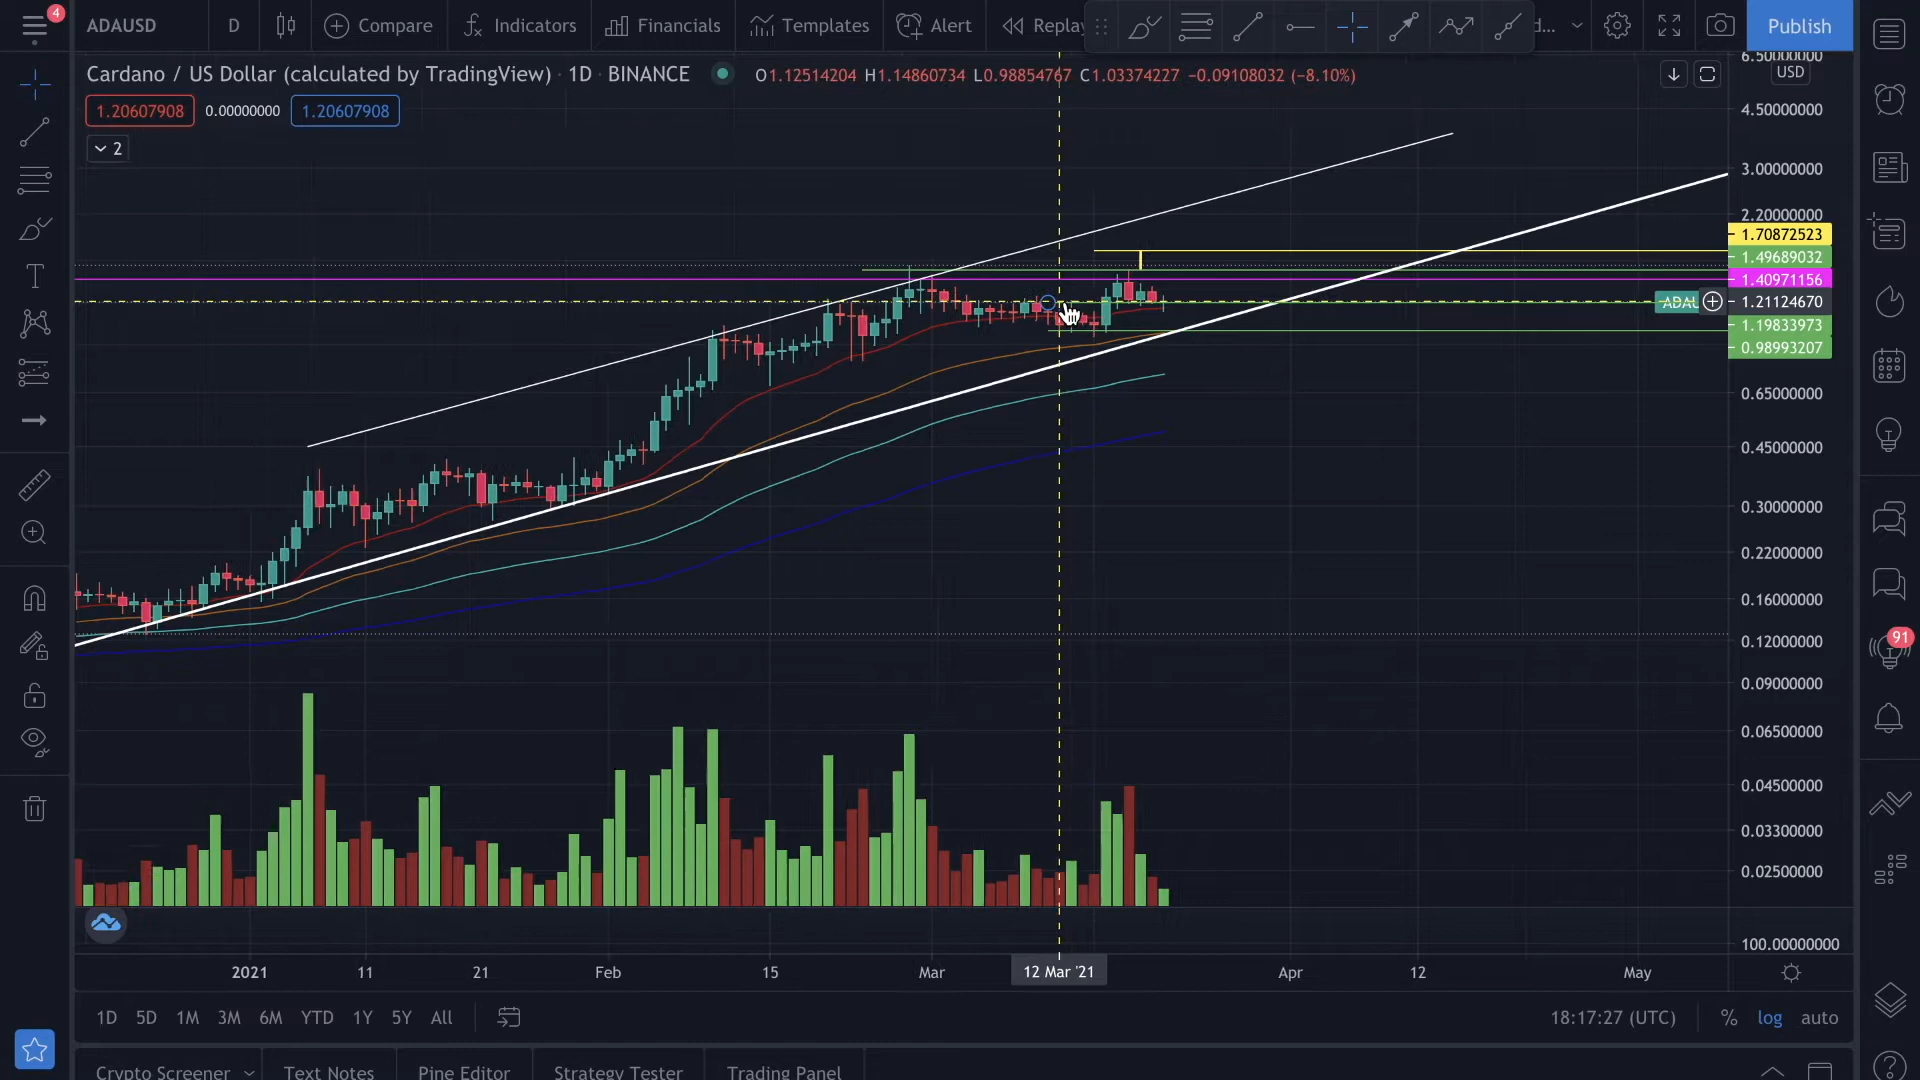 4
ADAUSD
D
Compare
Indicators
Financials
Templates
Alert
Replay
d...
Publish
Cardano / US Dollar (calculated by TradingView) · 1D · BINANCE
O1.12514204 H1.14860734 L0.98854767 C1.03374227 −0.09108032 (−8.10%)
USD
6.50000000
1.20607908
0.00000000
1.20607908
2
4.50000000
3.00000000
2.20000000
1.70872523
1.49689032
1.40971156
1.21124670
1.19833973
0.98993207
0.65000000
0.45000000
0.30000000
0.22000000
0.16000000
0.12000000
0.09000000
0.06500000
0.04500000
0.03300000
0.02500000
100.00000000
91
2021
11
21
Feb
15
Mar
12 Mar '21
Apr
12
May
1D
5D
1M
3M
6M
YTD
1Y
5Y
All
18:17:27 (UTC)
%
log
auto
Crypto Screener
Text Notes
Pine Editor
Strategy Tester
Trading Panel